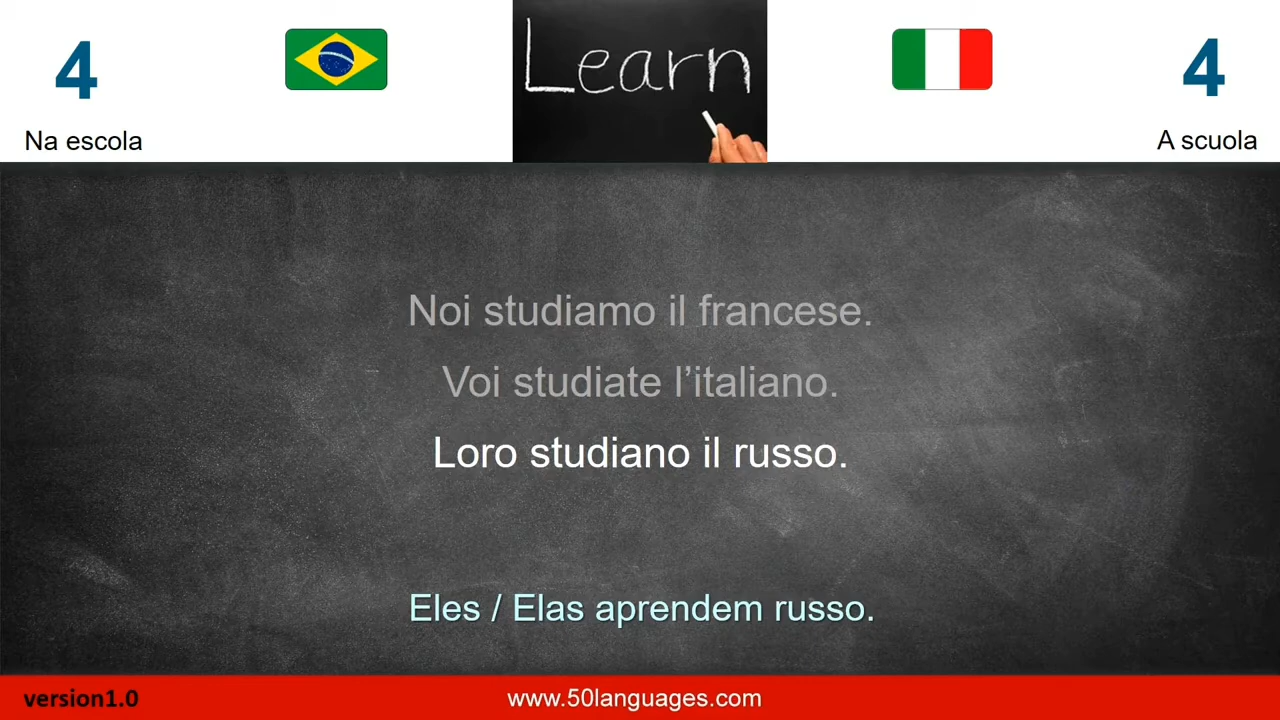 4
Na escola
Learn
4
A scuola
Noi studiamo il francese.
Voi studiate l’italiano.
Loro studiano il russo.
Eles / Elas aprendem russo.
version1.0
www.50languages.com